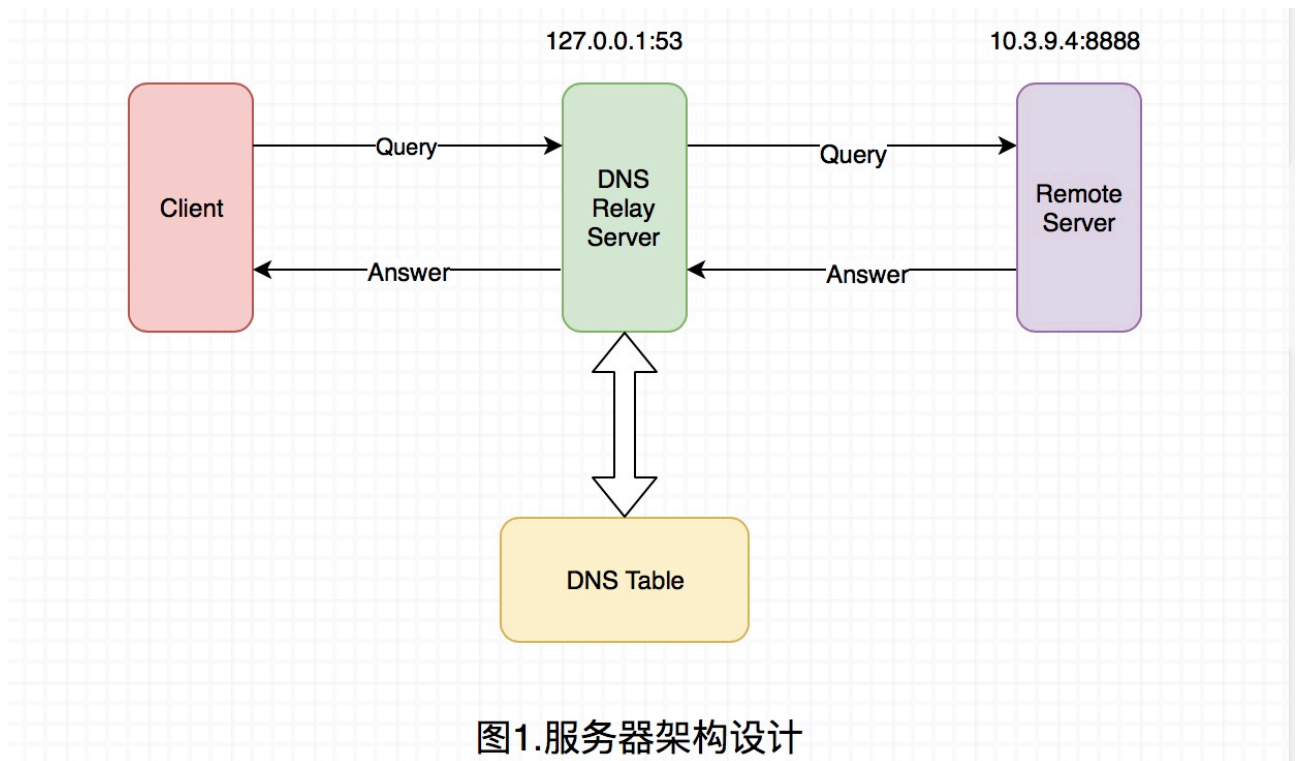 127.0.0.1:53
10.3.9.4:8888
Client
Query
DNS
Relay
Server
Query
Remote
Server
Answer
Answer
DNS Table
图1.服务器架构设计